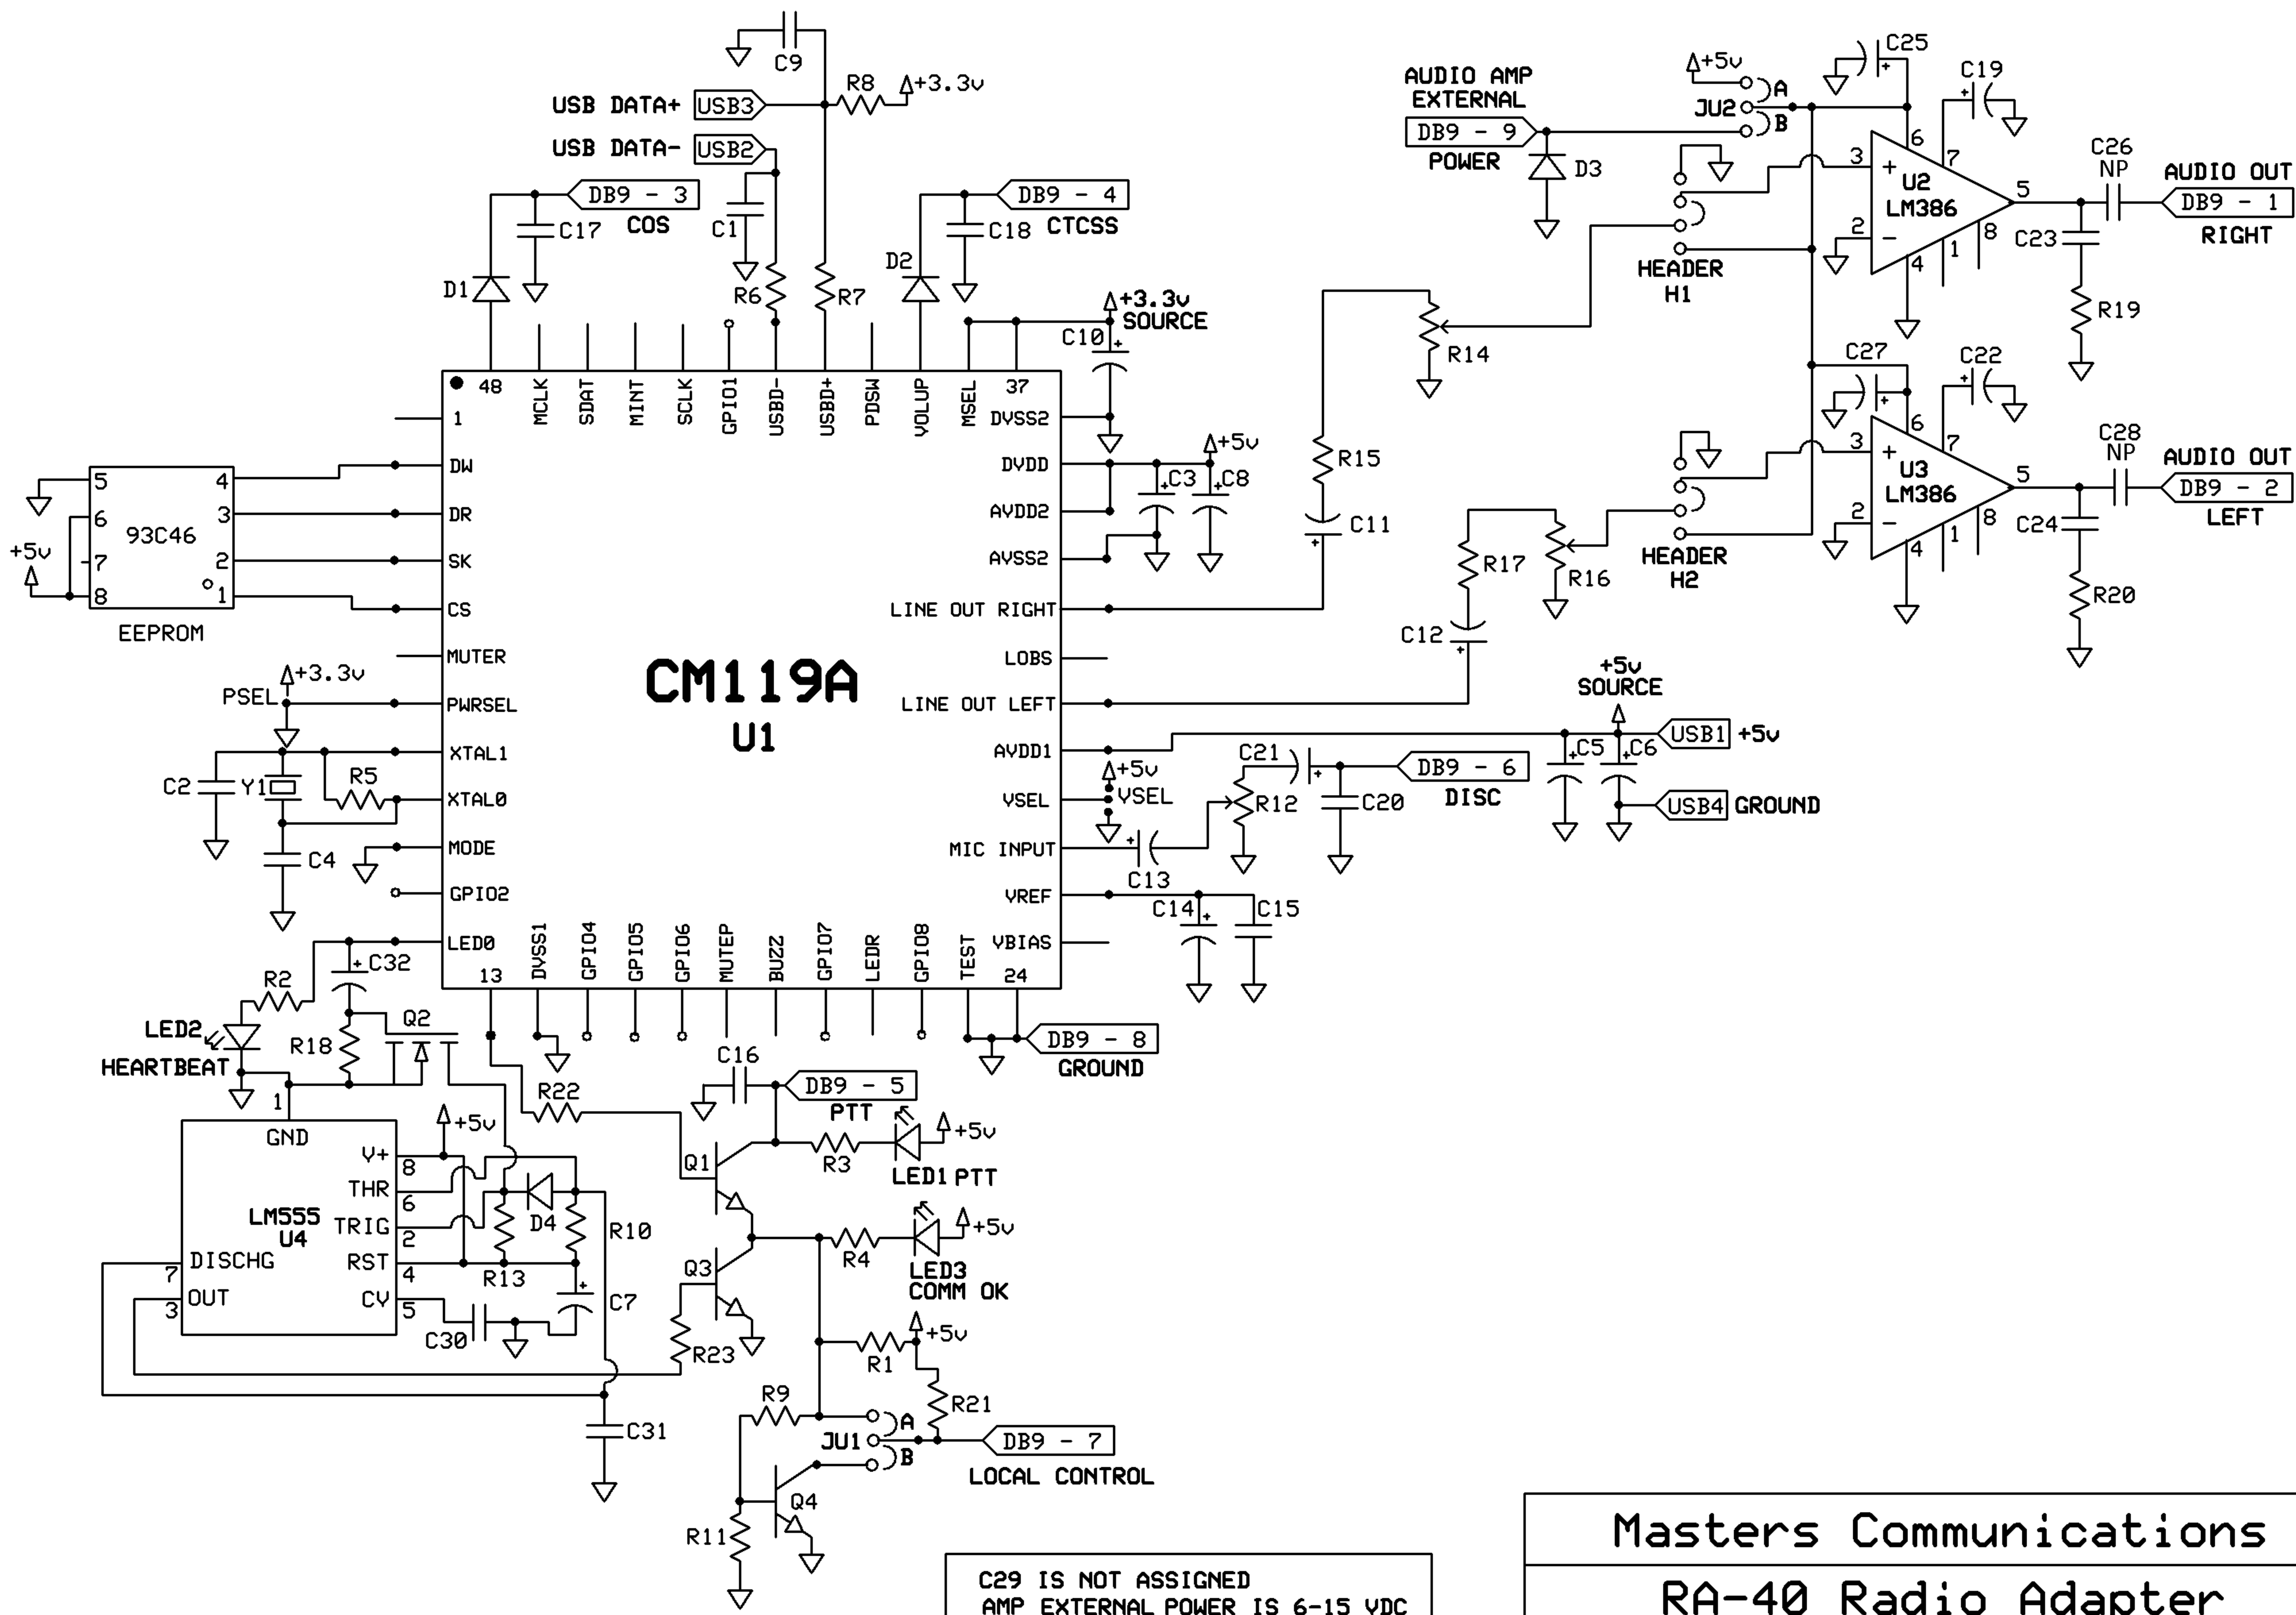 C9
R8
+3.3v
USB DATA+
USB3
USB DATA-
USB2
DB9 - 3
COS
C17
C1
DB9 - 4
CTCSS
C18
D1
R6
R7
D2
+3.3v
SOURCE
C10
AUDIO AMP
EXTERNAL
DB9 - 9
POWER
D3
+5v
JU2
A
B
C25
C19
HEADER
H1
3
+
2
-
6
7
U2
LM386
5
8
1
4
C26
NP
AUDIO OUT
DB9 - 1
RIGHT
C23
R19
R14
R15
C11
C27
C22
HEADER
H2
3
+
2
-
6
7
U3
LM386
5
8
1
4
C28
NP
AUDIO OUT
DB9 - 2
LEFT
C24
R20
R17
R16
C12
48
MCLK
SDAT
MINT
SCLK
GPIO1
USBD-
USBD+
PDSW
VOLUP
MSEL
37
1
DW
DR
SK
CS
MUTER
PWRSEL
XTAL1
XTAL0
MODE
GPIO2
LED0
CM119A
U1
DVSS2
DVDD
AVDD2
AVSS2
LINE OUT RIGHT
LOBS
LINE OUT LEFT
AVDD1
VSEL
MIC INPUT
VREF
VBIAS
13
DVSS1
GPIO4
GPIO5
GPIO6
MUTEP
BUZZ
GPIO7
LEDR
GPIO8
TEST
24
5
6
7
8
4
3
2
1
93C46
EEPROM
+5v
+3.3v
PSEL
C2
Y1
R5
C4
+5v
C3
C8
+5v
SOURCE
USB1
+5v
C5
C6
USB4
GROUND
+5v
VSEL
C21
R12
C20
DB9 - 6
DISC
C13
C14
C15
R2
C32
LED2
HEARTBEAT
R18
Q2
DB9 - 8
GROUND
C16
DB9 - 5
PTT
R22
1
GND
+5v
V+
8
THR
6
TRIG
2
RST
4
CV
5
LM555
U4
DISCHG
7
OUT
3
D4
R10
R13
C7
C30
C31
Q1
R3
LED1 PTT
+5v
Q3
R4
LED3
COMM OK
+5v
R23
R1
+5v
R21
R9
JU1
A
B
DB9 - 7
LOCAL CONTROL
Q4
R11
C29 IS NOT ASSIGNED
AMP EXTERNAL POWER IS 6-15 VDC
Masters Communications
RA-40 Radio Adapter